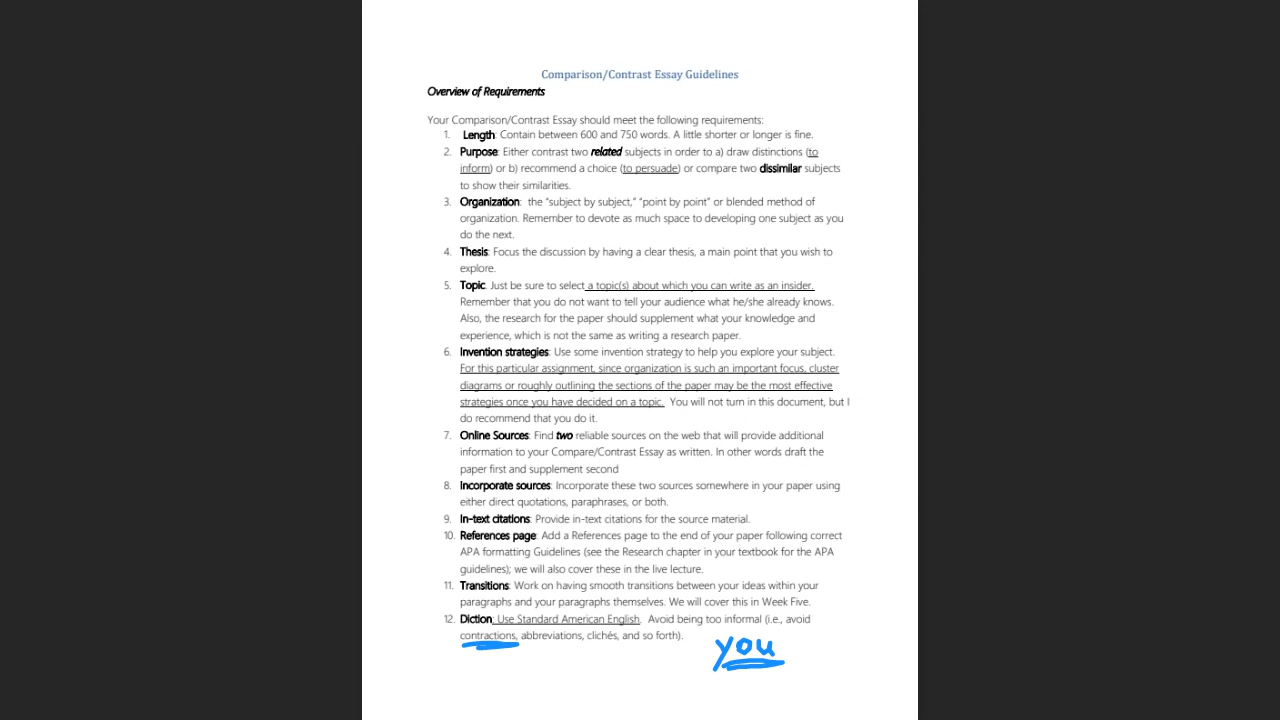 Comparison/Contrast Essay Guidelines
Overview of Requirements
Your Comparison/Contrast Essay should meet the following requirements:
1. Length: Contain between 600 and 750 words. A little shorter or longer is fine.
2. Purpose: Either contrast two related subjects in order to a) draw distinctions (to
inform) or b) recommend a choice (to persuade) or compare two dissimilar subjects
to show their similarities.
3. Organization: the "subject by subject," "point by point" or blended method of
organization. Remember to devote as much space to developing one subject as you
do the next.
4. Thesis: Focus the discussion by having a clear thesis, a main point that you wish to
explore.
5. Topic. Just be sure to select a topic(s) about which you can write as an insider.
Remember that you do not want to tell your audience what he/she already knows.
Also, the research for the paper should supplement what your knowledge and
experience, which is not the same as writing a research paper.
6. Invention strategies: Use some invention strategy to help you explore your subject.
For this particular assignment, since organization is such an important focus, cluster
diagrams or roughly outlining the sections of the paper may be the most effective
strategies once you have decided on a topic. You will not turn in this document, but I
do recommend that you do it.
7. Online Sources: Find two reliable sources on the web that will provide additional
information to your Compare/Contrast Essay as written. In other words draft the
paper first and supplement second
8. Incorporate sources: Incorporate these two sources somewhere in your paper using
either direct quotations, paraphrases, or both.
9. In-text citations: Provide in-text citations for the source material.
10. References page: Add a References page to the end of your paper following correct
APA formatting Guidelines (see the Research chapter in your textbook for the APA
guidelines); we will also cover these in the live lecture.
11. Transitions: Work on having smooth transitions between your ideas within your
paragraphs and your paragraphs themselves. We will cover this in Week Five.
12. Diction: Use Standard American English. Avoid being too informal (i.e., avoid
contractions, abbreviations, clichés, and so forth).
you